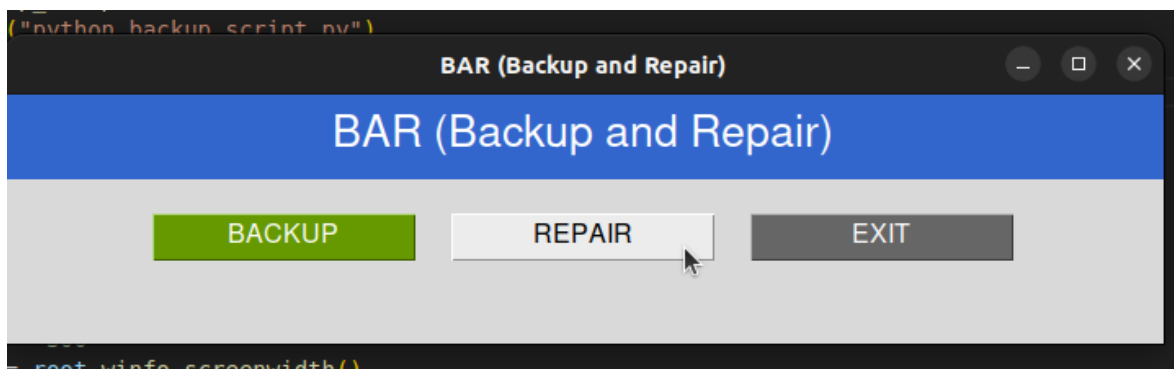 ("python backup_script.py")
BAR (Backup and Repair)
BAR (Backup and Repair)
BACKUP REPAIR EXIT
= root.winfo_screenwidth()